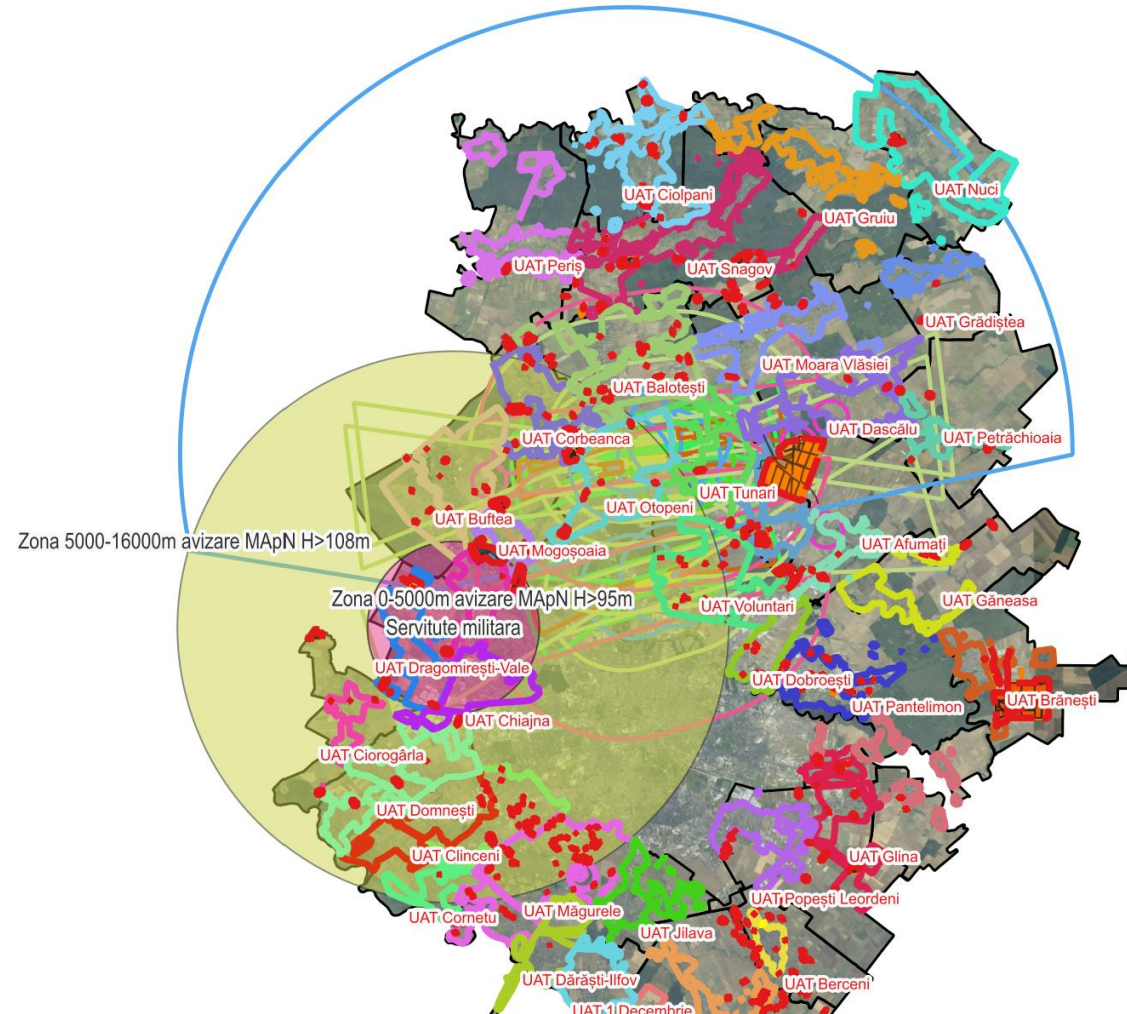 UAT Ciolpani
UAT Nuci
UAT Gruiu
UAT Periș
UAT Snagov
UAT Grădiștea
UAT Moara Vlăsiei
UAT Balotești
UAT Dascălu
UAT Corbeanca
UAT Petrăchioaia
UAT Tunari
UAT Otopeni
UAT Buftea
Zona 5000-16000m avizare MApN H>108m
UAT Afumați
UAT Mogoșoaia
Zona 0-5000m avizare MApN H>95m
UAT Găneasa
UAT Voluntari
Servitute militara
UAT Dragomirești-Vale
UAT Dobroești
UAT Brănești
UAT Pantelimon
UAT Chiajna
UAT Ciorogârla
UAT Domnești
UAT Clinceni
UAT Glina
UAT Popești Leordeni
UAT Cornetu
UAT Măgurele
UAT Jilava
UAT Dărăști-Ilfov
UAT Berceni
UAT 1 Decembrie